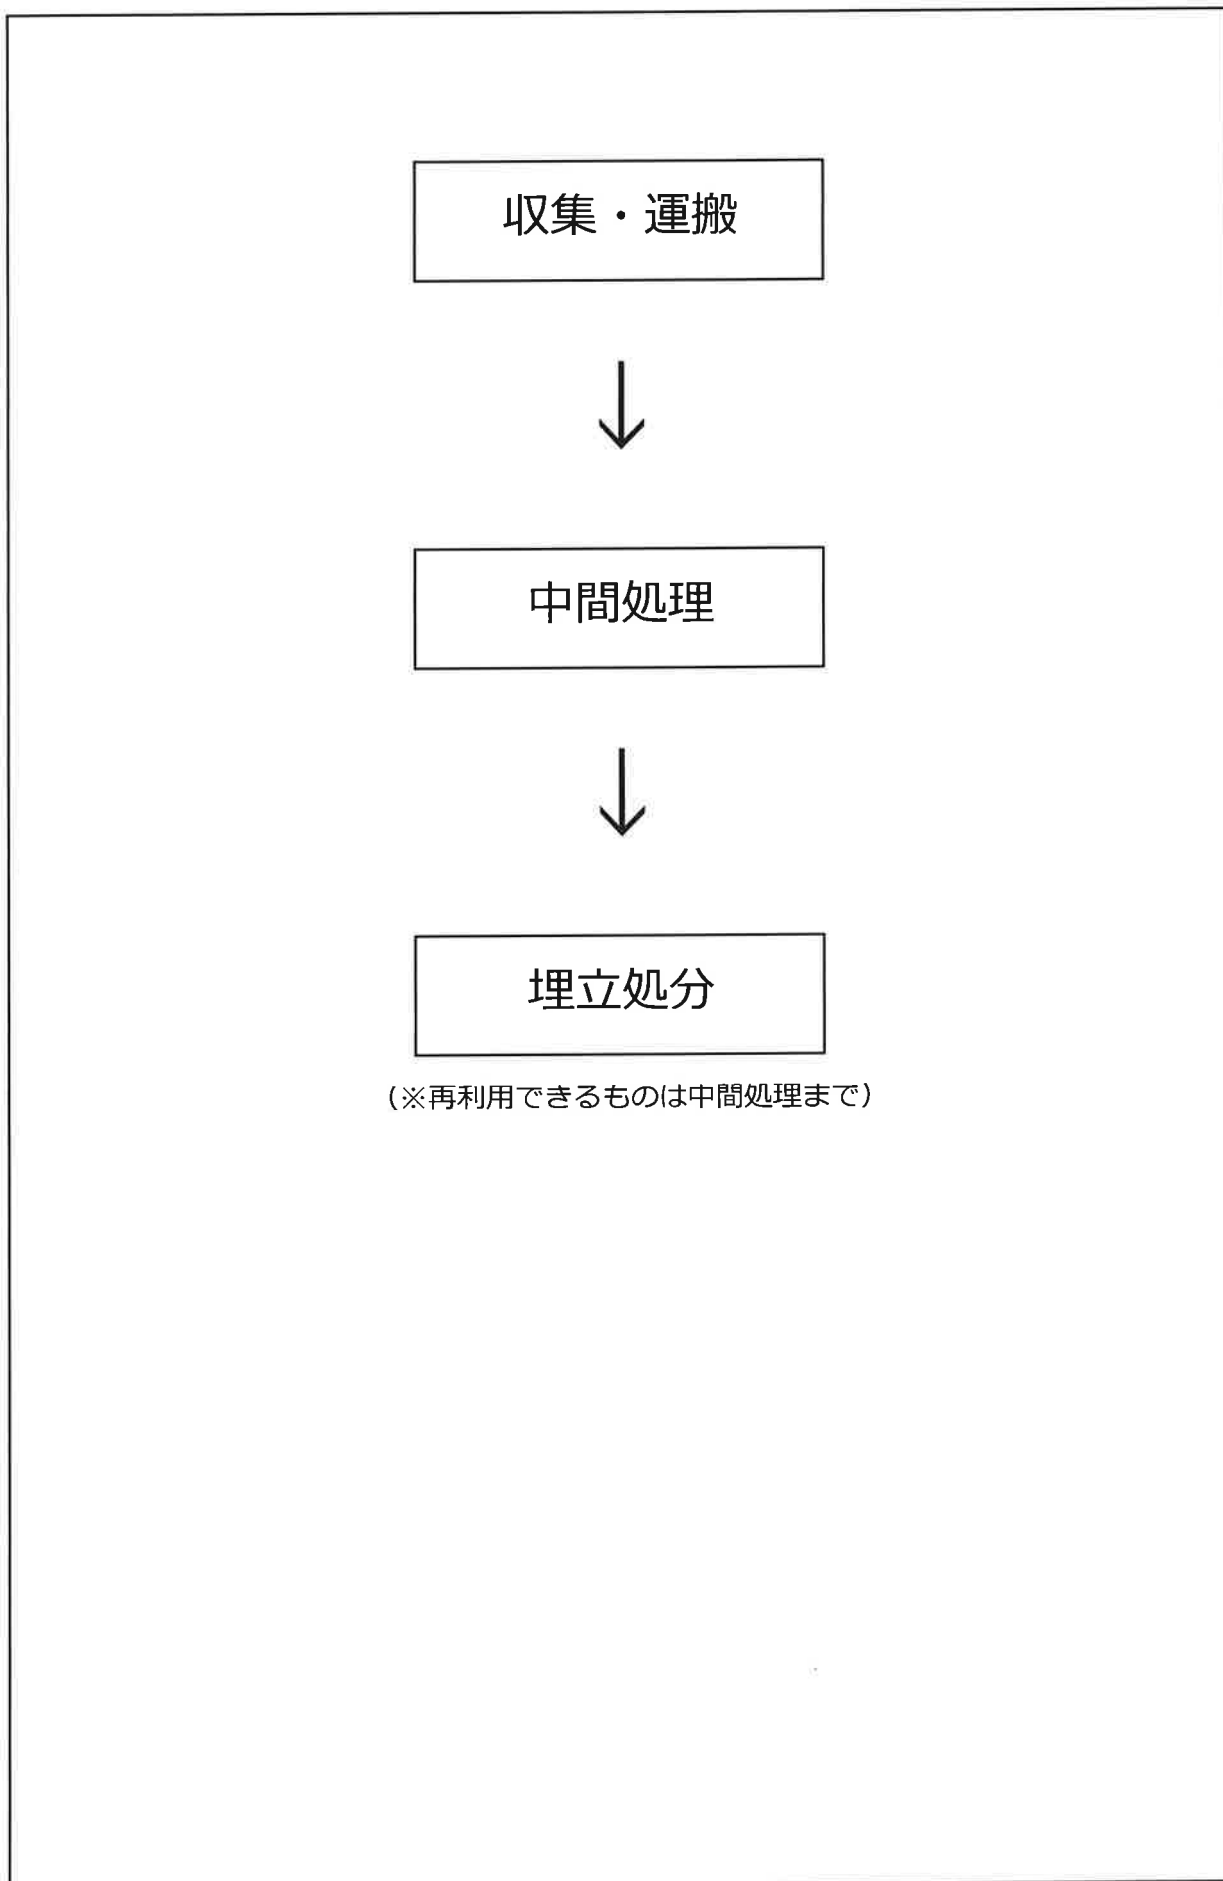 収集・運搬
↓
中間処理
↓
埋立処分
(※再利用できるものは中間処理まで)